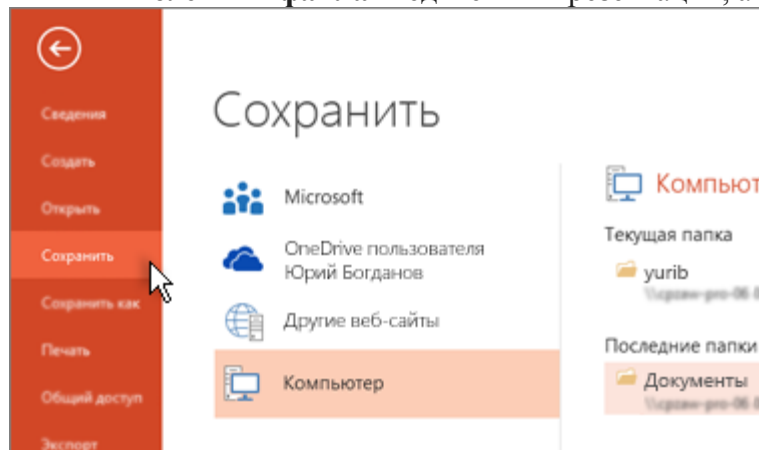 Сохранить
Сведения
Создать
Открыть
Сохранить
Сохранить как
Печать
Общий доступ
Экспорт
Microsoft
OneDrive пользователя
Юрий Богданов
Другие веб-сайты
Компьютер
Компьют
Текущая папка
yurib
Последние папки
Документы